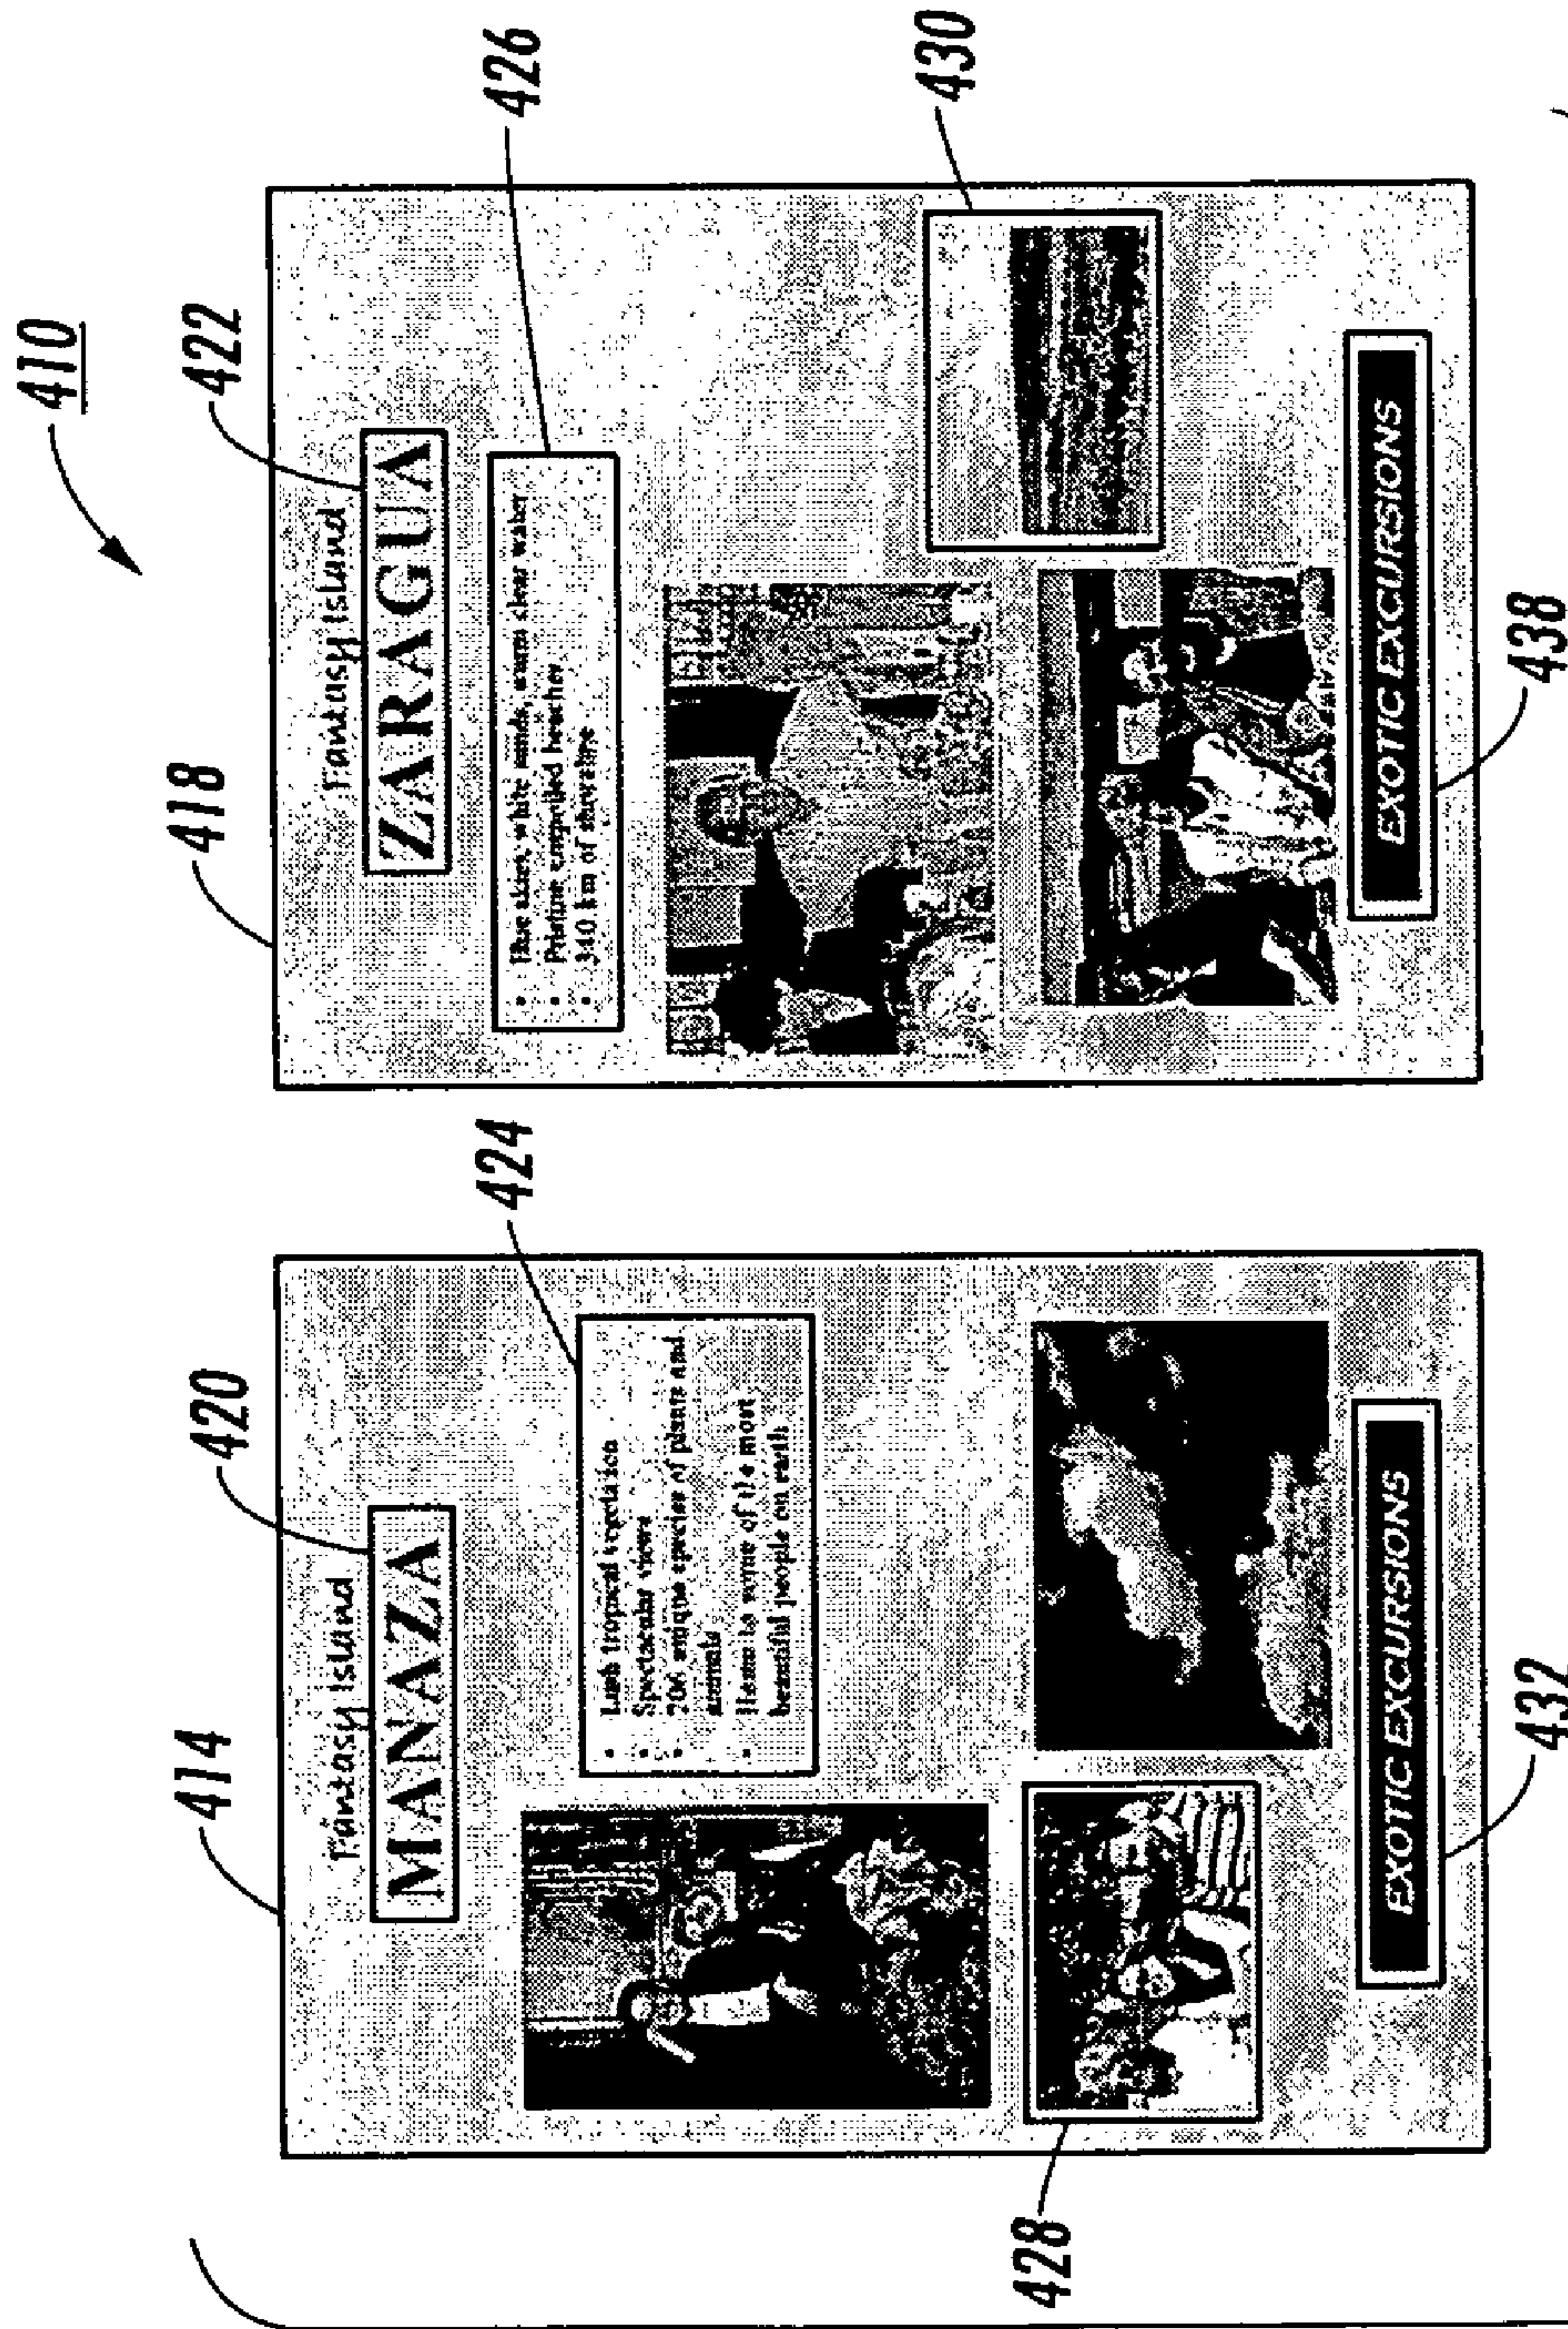 410
414
420
Fantasy Island
MANAZA
424
• Lush tropical vegetation
• Spectacular views
• 700 unique species of plants and
animals
• Home to some of the most
beautiful people on earth
428
EXOTIC EXCURSIONS
432
418
422
Fantasy Island
ZARAGUA
426
• Blue skies, white sands, warm clear water
• Pristine unspoiled beaches
• 340 km of shoreline
430
EXOTIC EXCURSIONS
438